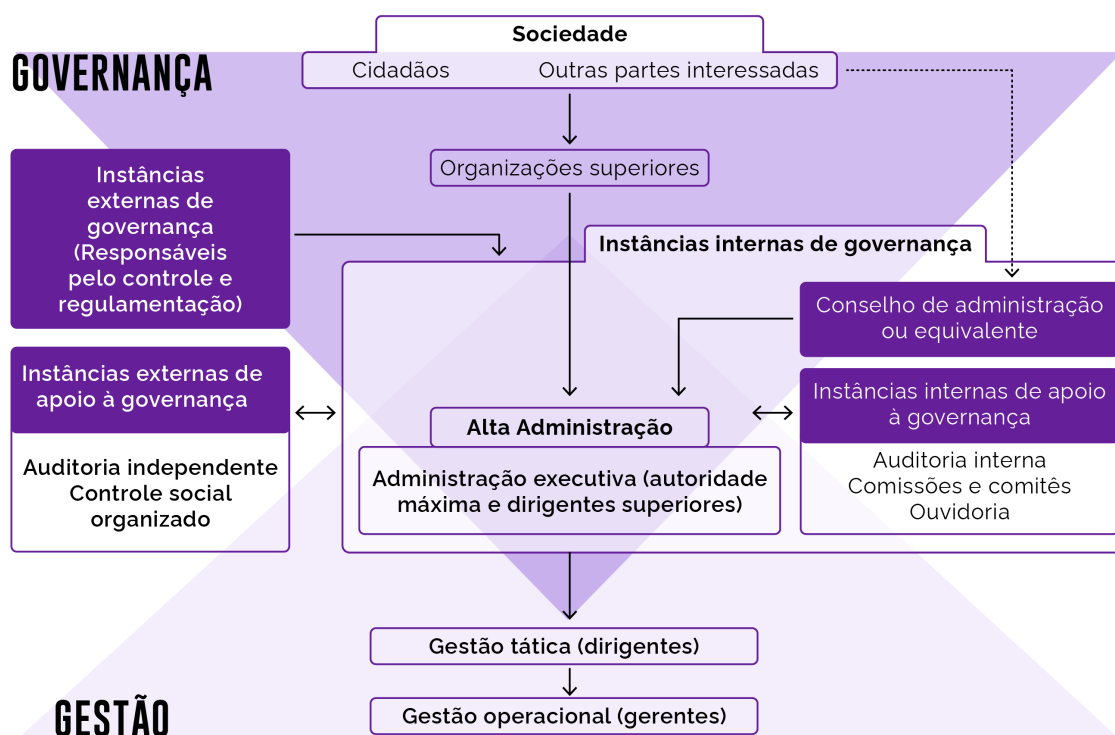 GOVERNANÇA
Sociedade
Cidadãos
Outras partes interessadas
Organizações superiores
Instâncias
externas de
governança
(Responsáveis
pelo controle e
regulamentação)
Instâncias internas de governança
Conselho de administração
ou equivalente
Instâncias externas de
apoio à governança
Auditoria independente
Controle social
organizado
Alta Administração
Administração executiva (autoridade
máxima e dirigentes superiores)
Instâncias internas de apoio
à governança
Auditoria interna
Comissões e comitês
Ouvidoria
Gestão tática (dirigentes)
Gestão operacional (gerentes)
GESTÃO